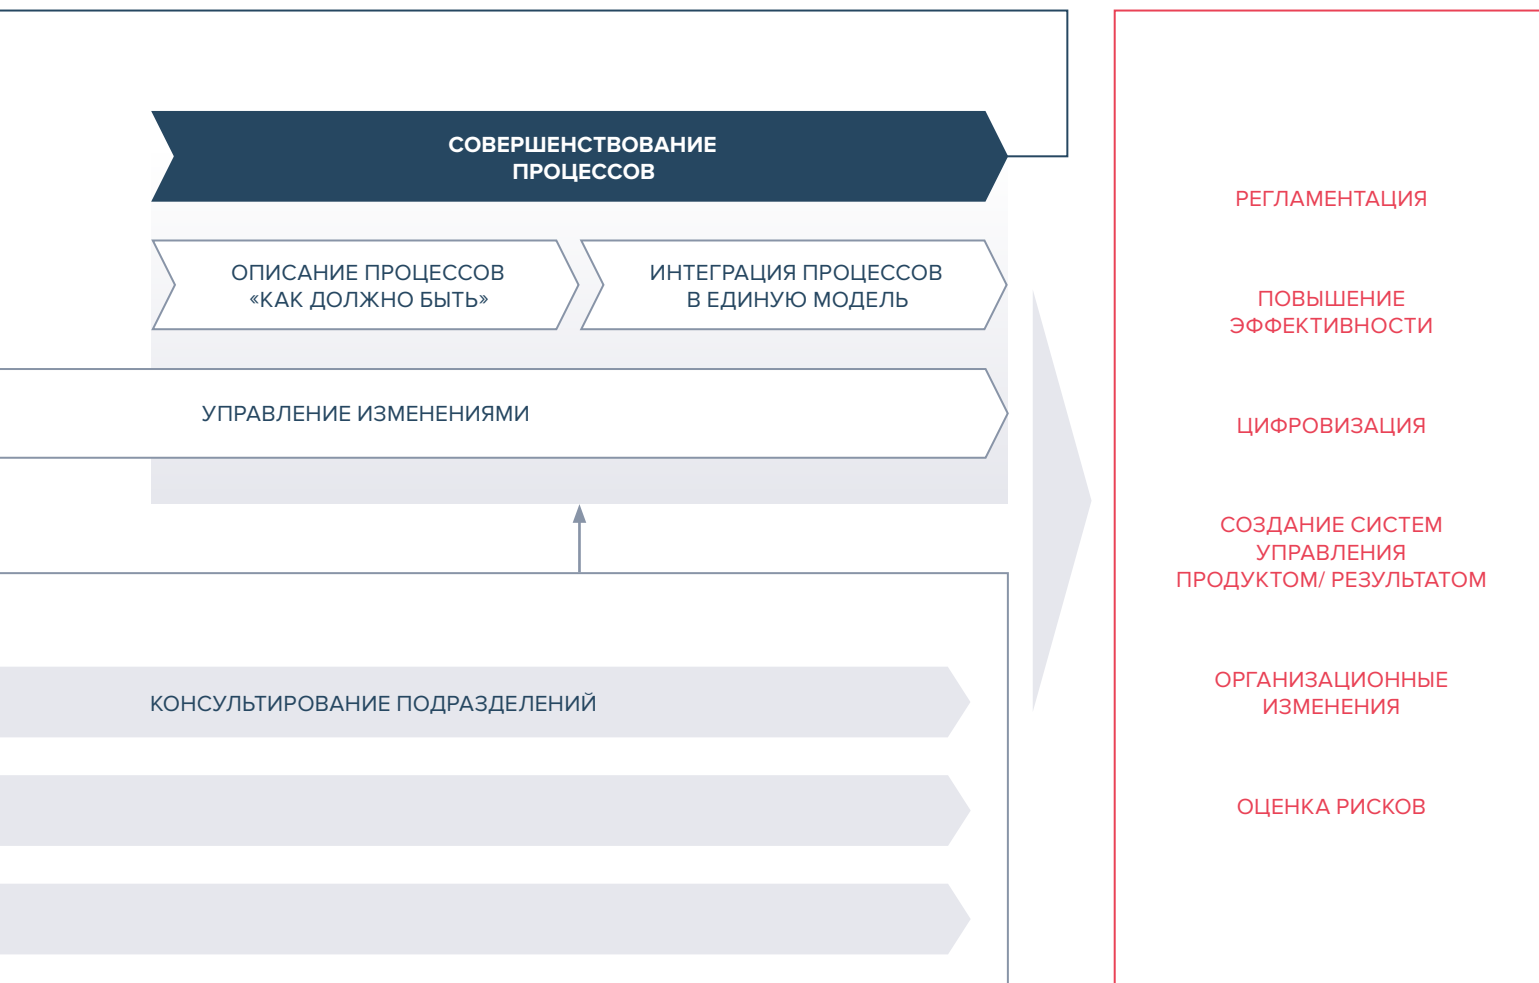 СОВЕРШЕНСТВОВАНИЕ
ПРОЦЕССОВ
ОПИСАНИЕ ПРОЦЕССОВ
«КАК ДОЛЖНО БЫТЬ»
ИНТЕГРАЦИЯ ПРОЦЕССОВ
В ЕДИНУЮ МОДЕЛЬ
УПРАВЛЕНИЕ ИЗМЕНЕНИЯМИ
КОНСУЛЬТИРОВАНИЕ ПОДРАЗДЕЛЕНИЙ
РЕГЛАМЕНТАЦИЯ
ПОВЫШЕНИЕ
ЭФФЕКТИВНОСТИ
ЦИФРОВИЗАЦИЯ
СОЗДАНИЕ СИСТЕМ
УПРАВЛЕНИЯ
ПРОДУКТОМ/ РЕЗУЛЬТАТОМ
ОРГАНИЗАЦИОННЫЕ
ИЗМЕНЕНИЯ
ОЦЕНКА РИСКОВ